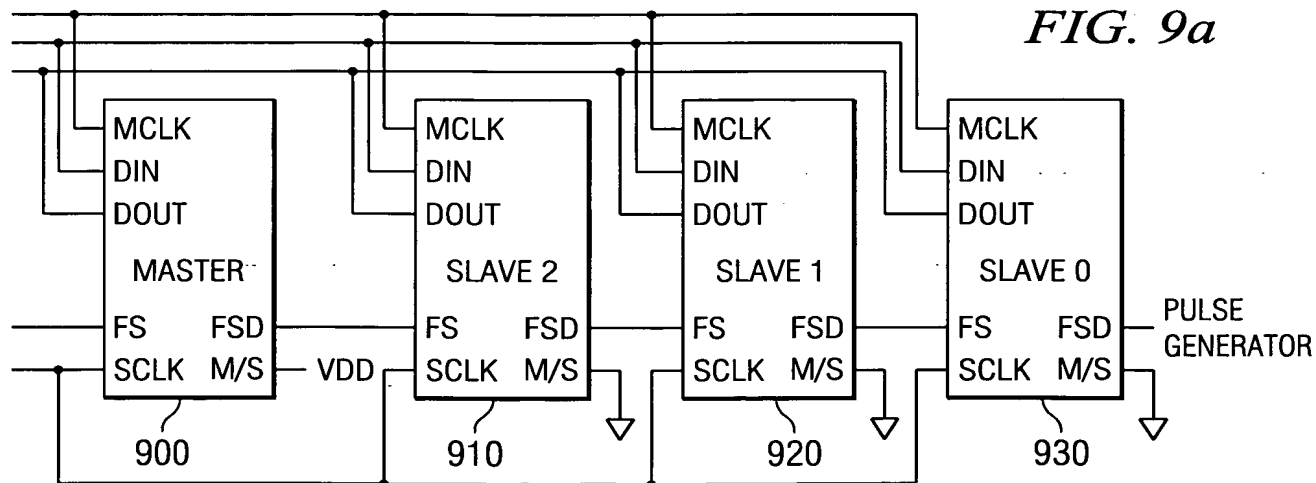 FIG. 9a
MCLK MCLK MCLK MCLK
DIN DIN DIN DIN
DOUT DOUT DOUT DOUT
MASTER SLAVE 2 SLAVE 1 SLAVE 0
FS FSD FS FSD FS FSD FS FSD PULSE GENERATOR
SCLK M/S VDD SCLK M/S SCLK M/S SCLK M/S
900 910 920 930